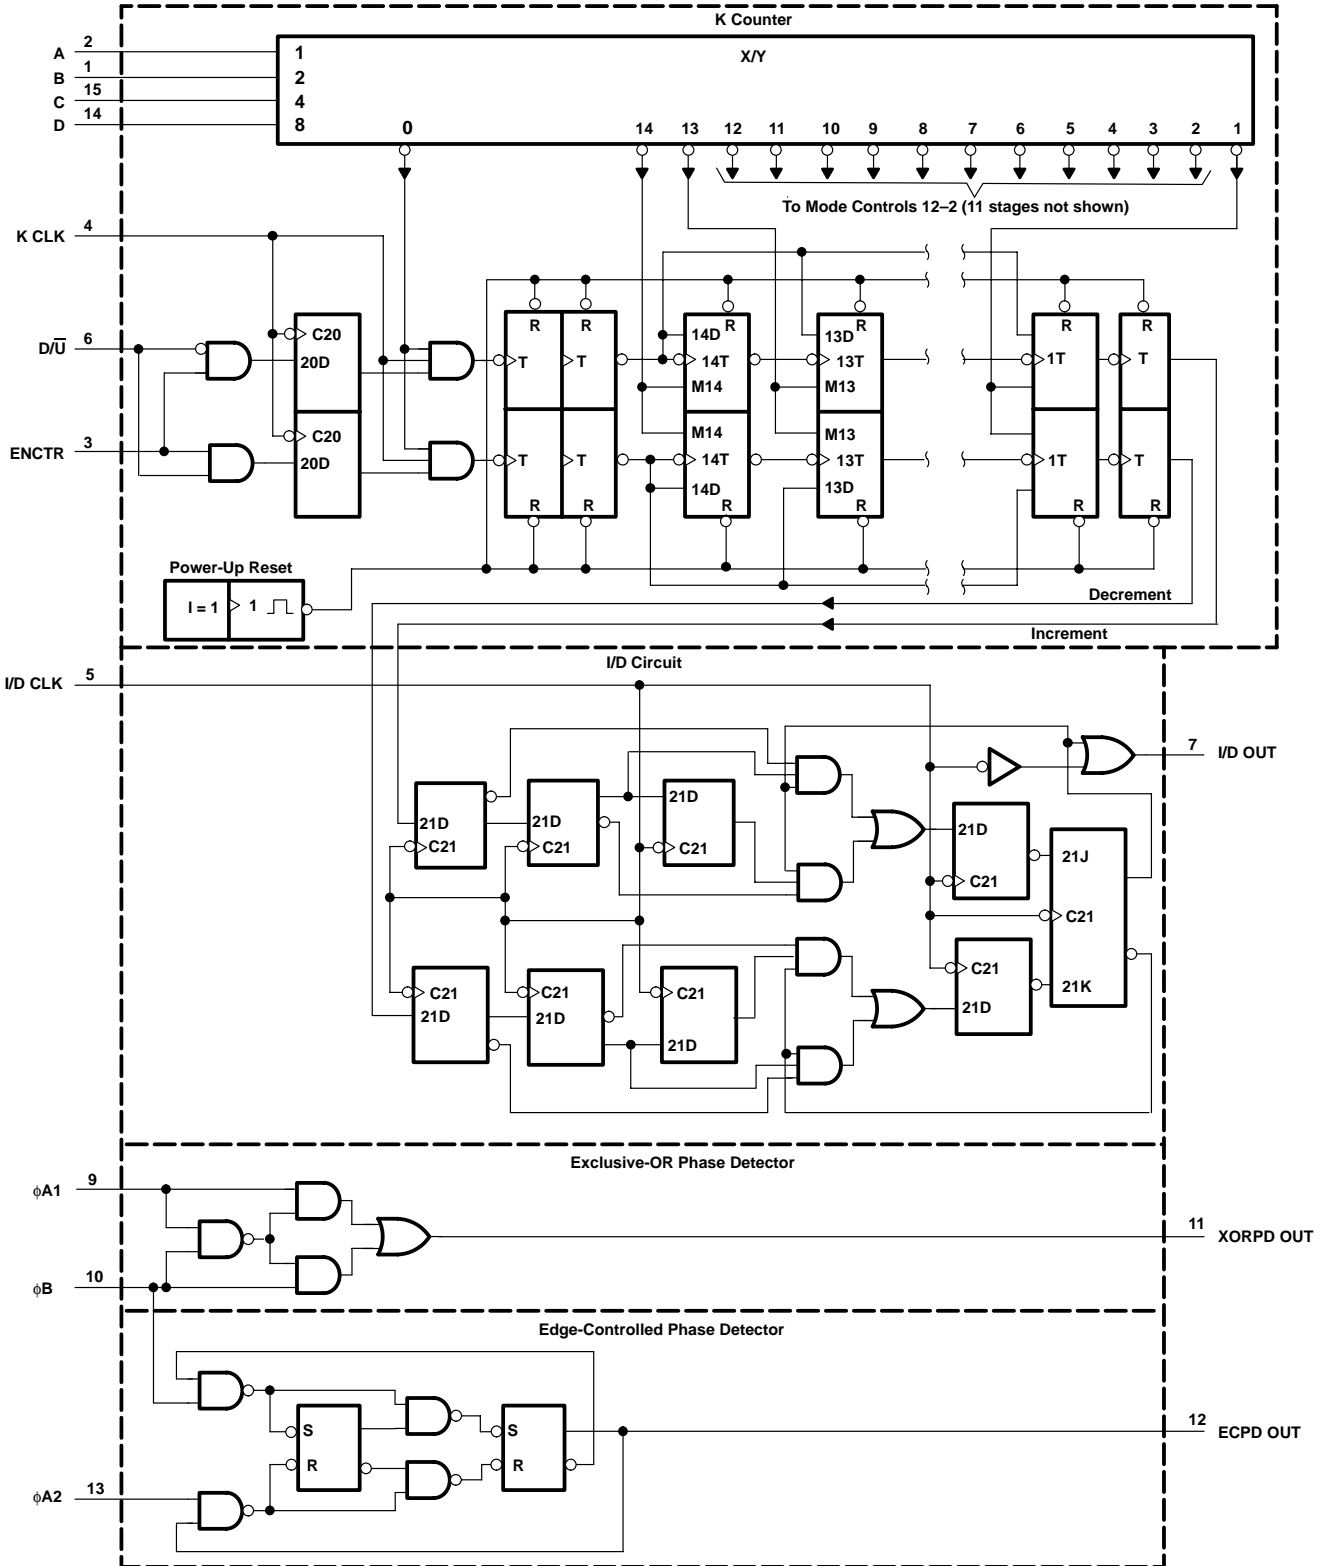 K Counter
X/Y
A 2 1
B 1 2
C 15 4
D 14 8
0 14 13 12 11 10 9 8 7 6 5 4 3 2 1
To Mode Controls 12–2 (11 stages not shown)
K CLK 4
R R R R R R
C20 14D 13D
D/U̅ 6
20D T T 14T 13T 1T T
M14 M13
C20 M14 M13
ENCTR 3
20D T T 14T 13T 1T T
14D 13D
R R R R R R
Power-Up Reset
I = 1 1
Decrement
Increment
I/D Circuit
I/D CLK 5
7 I/D OUT
21D 21D 21D 21D
C21 C21 C21 21J
C21
C21
C21 C21 C21 C21
21D 21D 21D 21K
21D
Exclusive-OR Phase Detector
ϕA1 9
11 XORPD OUT
ϕB 10
Edge-Controlled Phase Detector
S S 12 ECPD OUT
R R
ϕA2 13